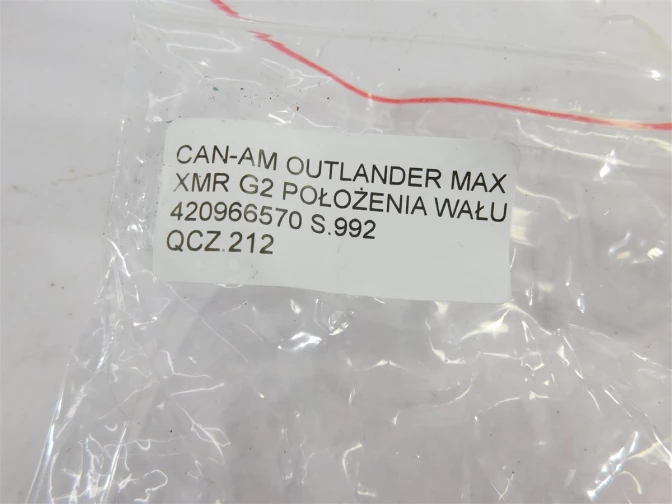 CAN-AM OUTLANDER MAX
XMR G2 POŁOŻENIA WAŁU
420966570 S.992
QCZ.212